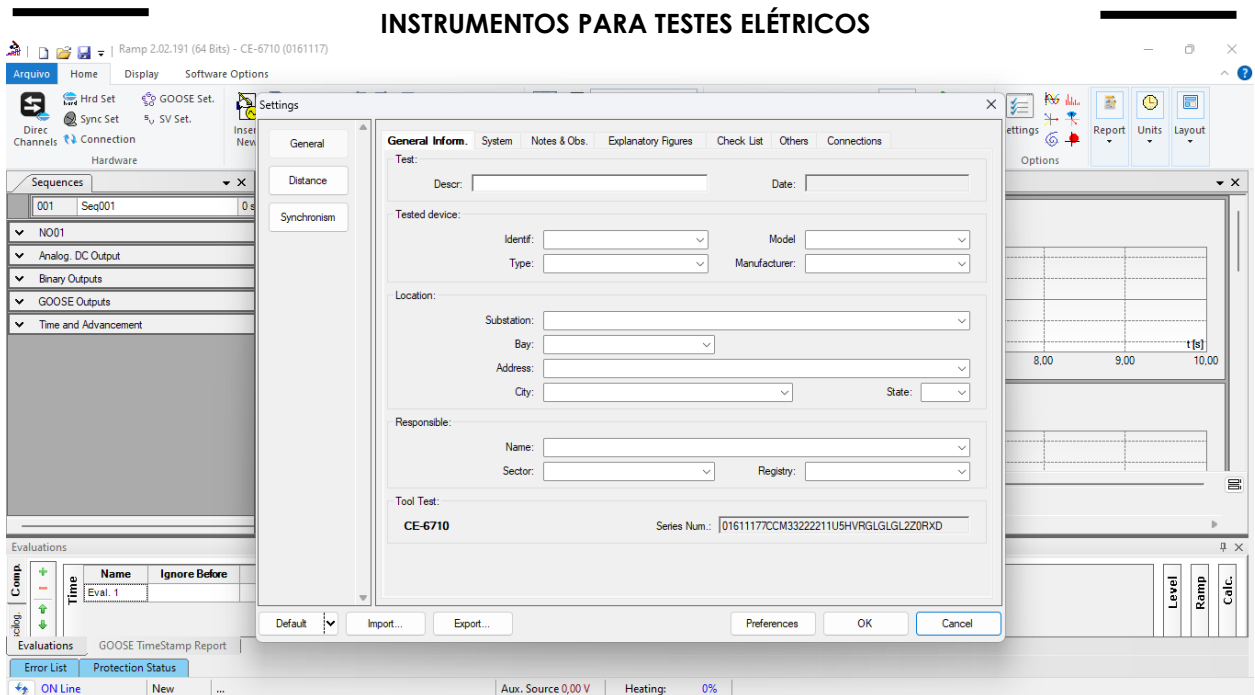 INSTRUMENTOS PARA TESTES ELÉTRICOS
Ramp 2.02.191 (64 Bits) - CE-6710 (0161117)
Arquivo Home Display Software Options
Hrd Set GOOSE Set.
Sync Set SV Set.
Direc
Channels Connection
Hardware
Report Units Layout
Options
Settings
General
Distance
Synchronism
General Inform. System Notes & Obs. Explanatory Figures Check List Others Connections
Test:
Descr: Date:
Tested device:
Identif: Model
Type: Manufacturer:
Location:
Substation:
Bay:
Address:
City: State:
Responsible:
Name:
Sector: Registry:
Tool Test:
CE-6710 Series Num.: 01611177CCM33222211U5HVRGLGLGL2Z0RXD
Default Import... Export... Preferences OK Cancel
Sequences
001 Seq001
NO01
Analog. DC Output
Binary Outputs
GOOSE Outputs
Time and Advancement
t [s]
8,00 9,00 10,00
Evaluations
Comp.
Time
Name Ignore Before
Eval. 1
Level
Ramp
Calc.
Evaluations GOOSE TimeStamp Report
Error List Protection Status
ON Line New ... Aux. Source 0,00 V Heating: 0%